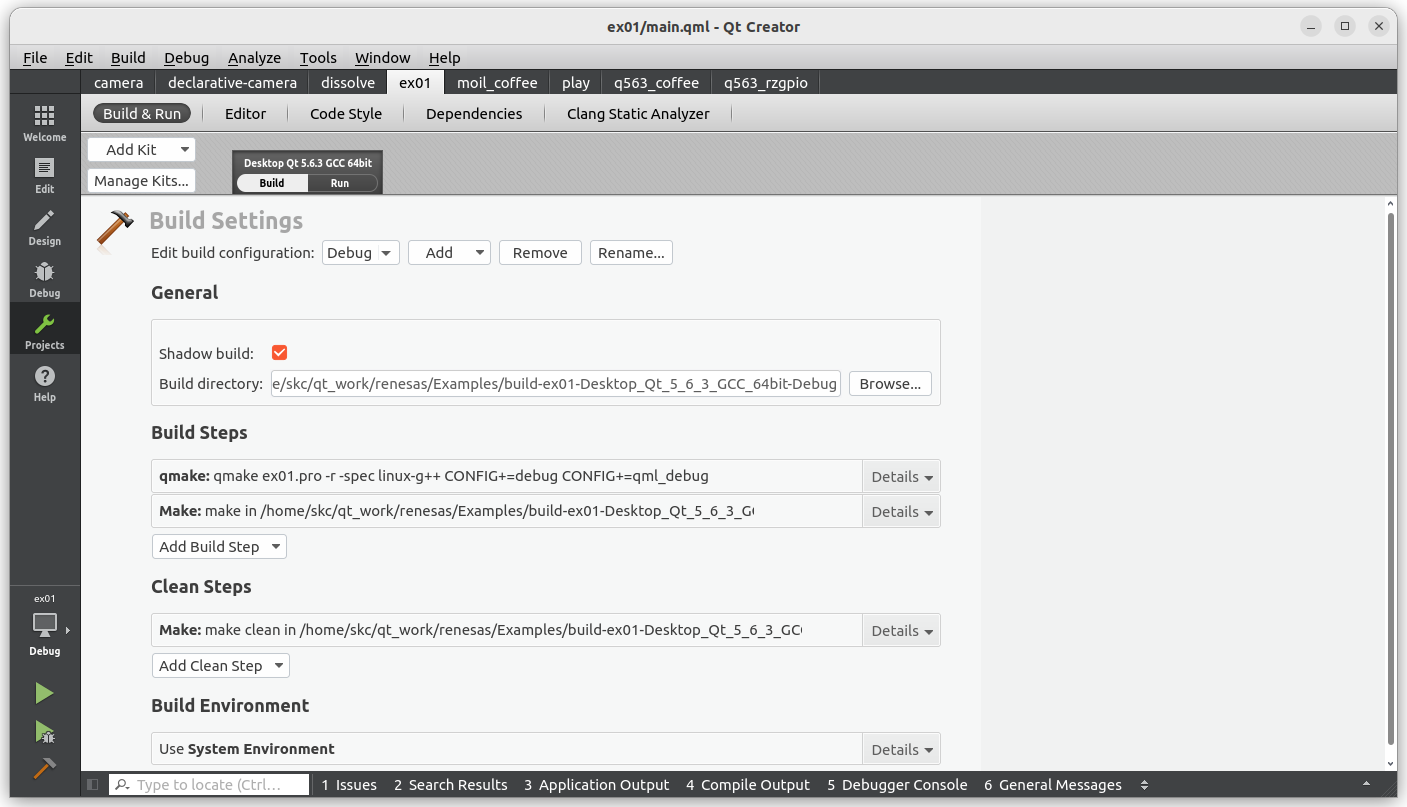 ex01/main.qml - Qt Creator
File Edit Build Debug Analyze Tools Window Help
camera declarative-camera dissolve ex01 moil_coffee play q563_coffee q563_rzgpio
Build & Run Editor Code Style Dependencies Clang Static Analyzer
Welcome
Edit
Design
Debug
Projects
Help
ex01
Debug
Add Kit
Manage Kits...
Desktop Qt 5.6.3 GCC 64bit
Build Run
Build Settings
Edit build configuration: Debug Add Remove Rename...
General
Shadow build:
Build directory: e/skc/qt_work/renesas/Examples/build-ex01-Desktop_Qt_5_6_3_GCC_64bit-Debug Browse...
Build Steps
qmake: qmake ex01.pro -r -spec linux-g++ CONFIG+=debug CONFIG+=qml_debug Details
Make: make in /home/skc/qt_work/renesas/Examples/build-ex01-Desktop_Qt_5_6_3_GC Details
Add Build Step
Clean Steps
Make: make clean in /home/skc/qt_work/renesas/Examples/build-ex01-Desktop_Qt_5_6_3_GCC Details
Add Clean Step
Build Environment
Use System Environment Details
Type to locate (Ctrl... 1 Issues 2 Search Results 3 Application Output 4 Compile Output 5 Debugger Console 6 General Messages